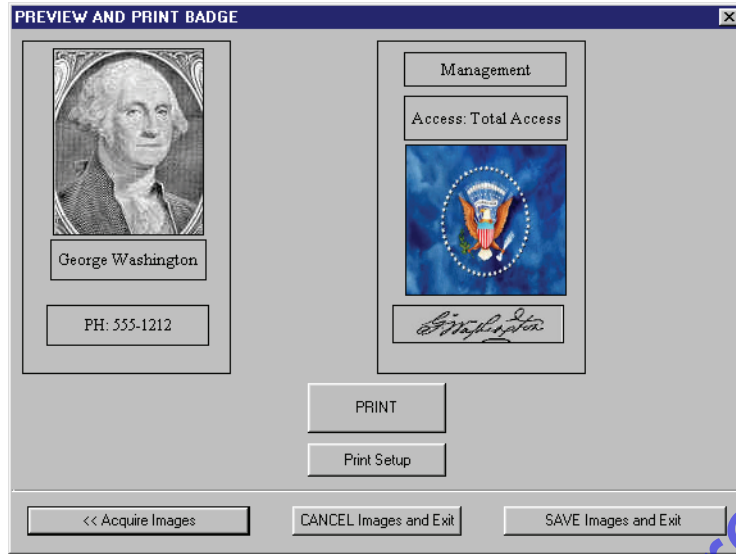 PREVIEW AND PRINT BADGE
George Washington
PH: 555-1212
Management
Access: Total Access
G Washington
PRINT
Print Setup
<< Acquire Images
CANCEL Images and Exit
SAVE Images and Exit